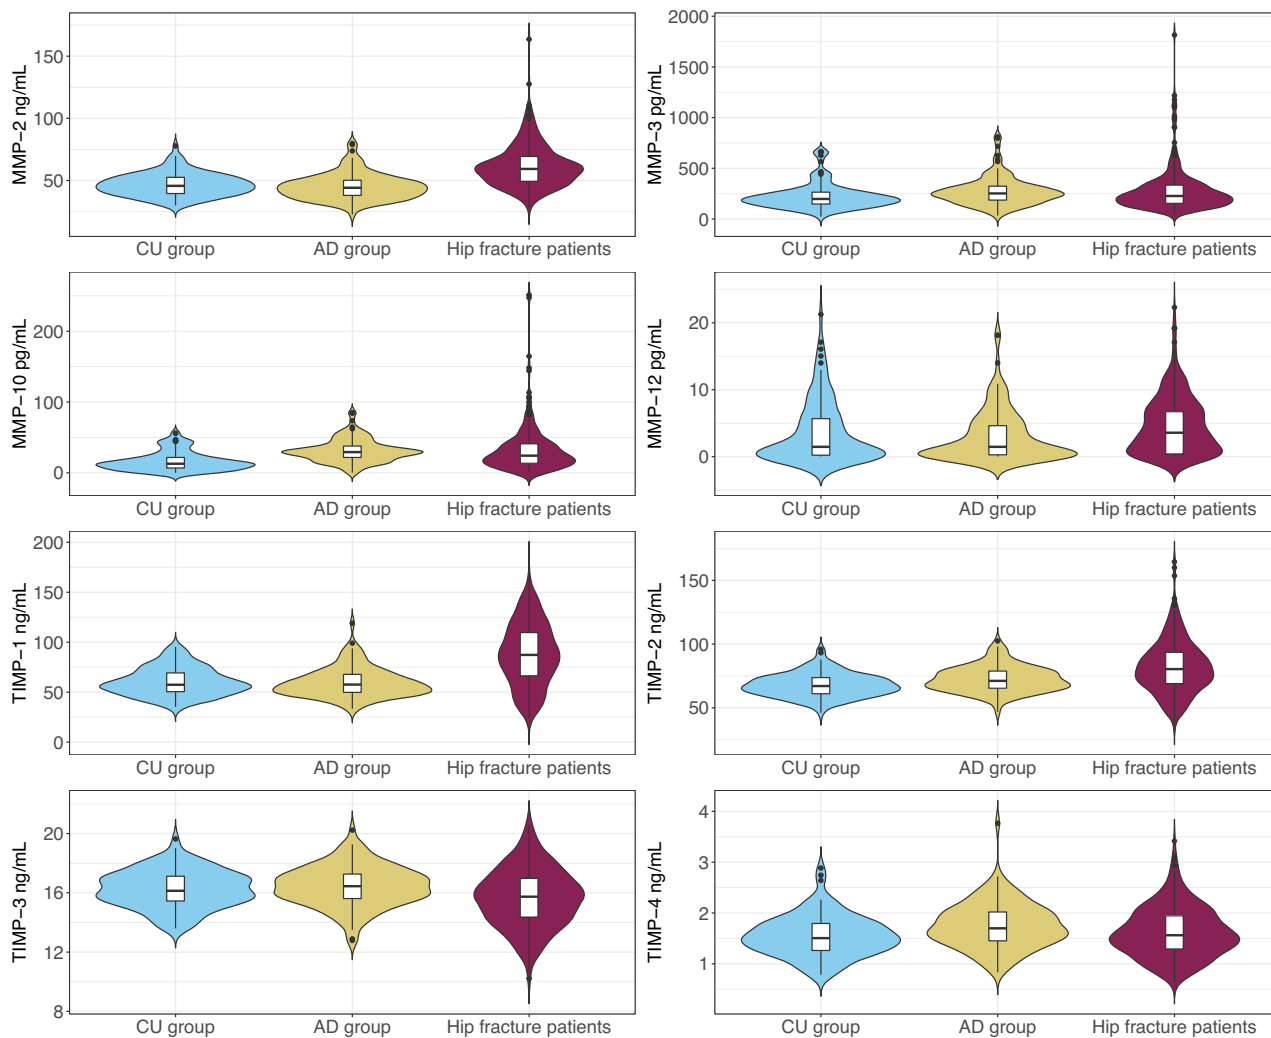 MMP−2 ng/mL
150
100
50
CU group AD group Hip fracture patients
MMP−3 pg/mL
2000
1500
1000
500
0
CU group AD group Hip fracture patients
MMP−10 pg/mL
200
100
0
CU group AD group Hip fracture patients
MMP−12 pg/mL
20
10
0
CU group AD group Hip fracture patients
TIMP−1 ng/mL
200
150
100
50
0
CU group AD group Hip fracture patients
TIMP−2 ng/mL
150
100
50
CU group AD group Hip fracture patients
TIMP−3 ng/mL
20
16
12
8
CU group AD group Hip fracture patients
TIMP−4 ng/mL
4
3
2
1
CU group AD group Hip fracture patients